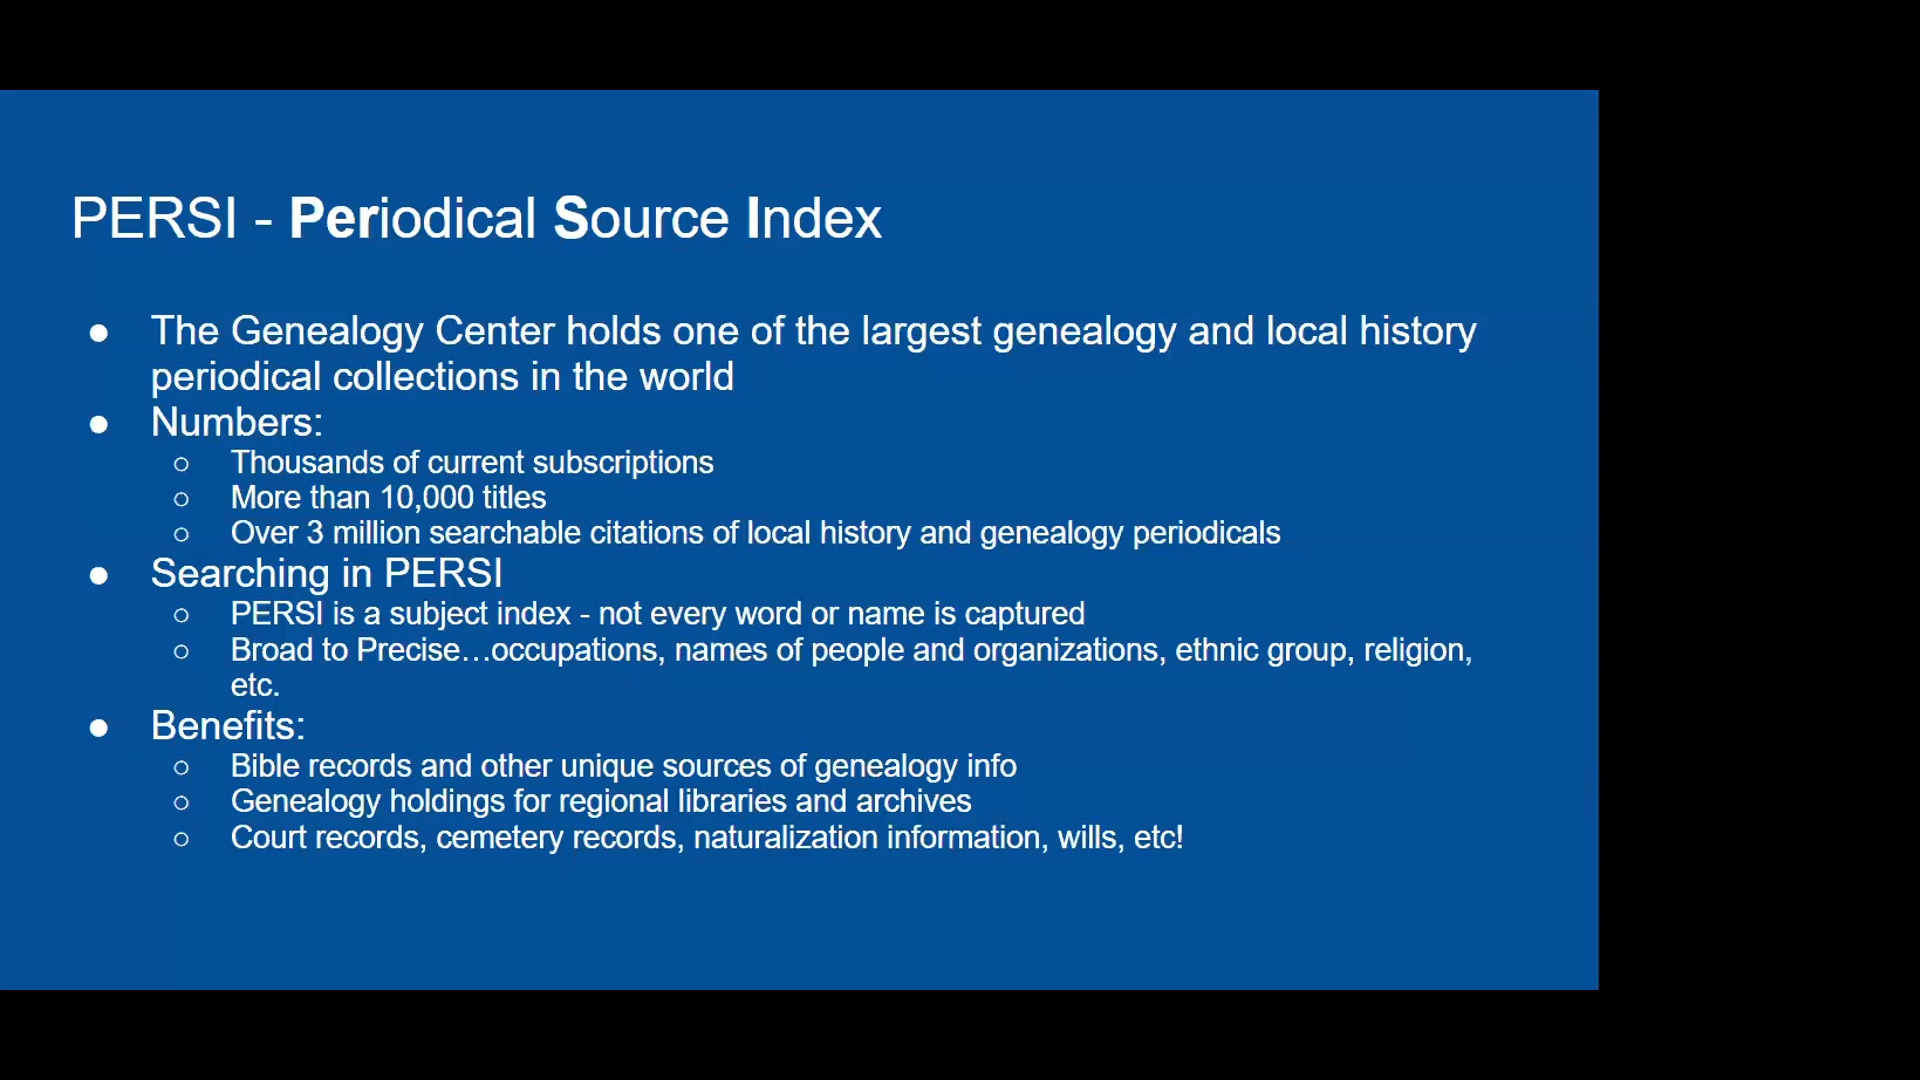 PERSI - Periodical Source Index
● The Genealogy Center holds one of the largest genealogy and local history
periodical collections in the world
● Numbers:
○ Thousands of current subscriptions
○ More than 10,000 titles
○ Over 3 million searchable citations of local history and genealogy periodicals
● Searching in PERSI
○ PERSI is a subject index - not every word or name is captured
○ Broad to Precise…occupations, names of people and organizations, ethnic group, religion,
etc.
● Benefits:
○ Bible records and other unique sources of genealogy info
○ Genealogy holdings for regional libraries and archives
○ Court records, cemetery records, naturalization information, wills, etc!